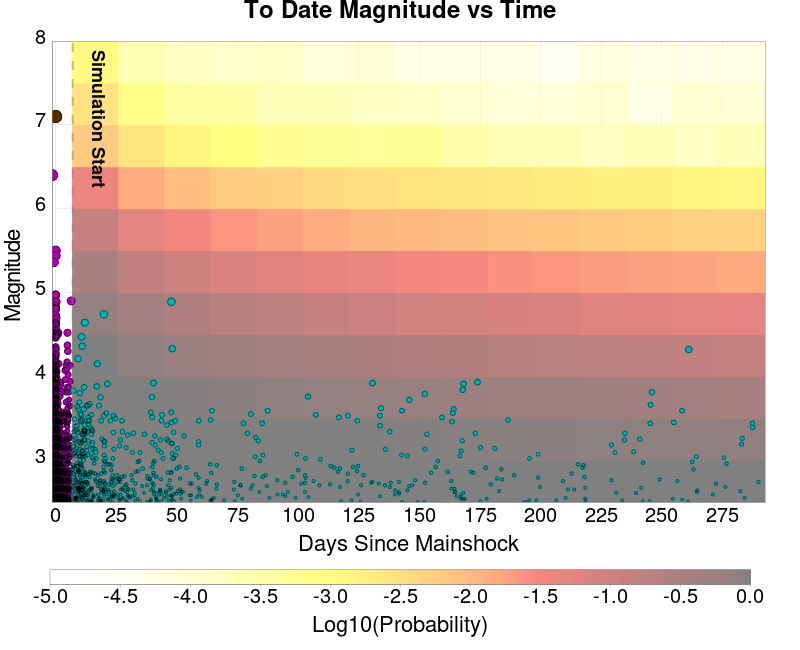 To Date Magnitude vs Time
8
7
6
5
4
3
Magnitude
Simulation Start
0 25 50 75 100 125 150 175 200 225 250 275
Days Since Mainshock
-5.0 -4.5 -4.0 -3.5 -3.0 -2.5 -2.0 -1.5 -1.0 -0.5 0.0
Log10(Probability)